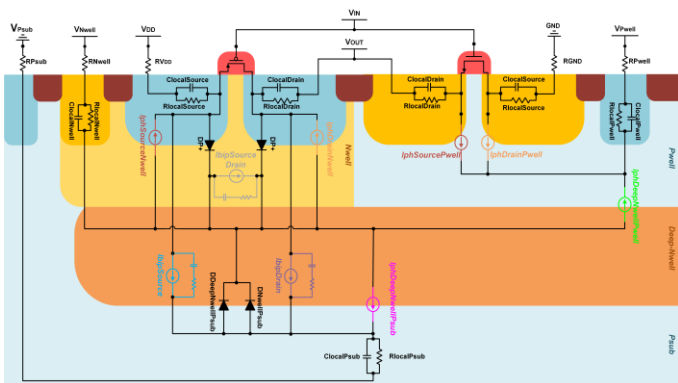 VIN
VPsub
VNwell
VDD
VOUT
GND
VPwell
RPsub
RNwell
RVDD
RGND
RPwell
ClocalSource
ClocalDrain
ClocalDrain
ClocalSource
RlocalSource
RlocalDrain
RlocalDrain
RlocalSource
ClocalNwell
RlocalNwell
RlocalPwell
ClocalPwell
IphSourceNwell
DP+
DP+
IphDrainNwell
Nwell
IphSourcePwell
IphDrainPwell
Pwell
IbipSource
Drain
IphDeepNwellPwell
Deep-Nwell
IbipSource
DDeepNwellPsub
DNwellPsub
IbipDrain
IphDeepNwellPsub
Psub
ClocalPsub
RlocalPsub